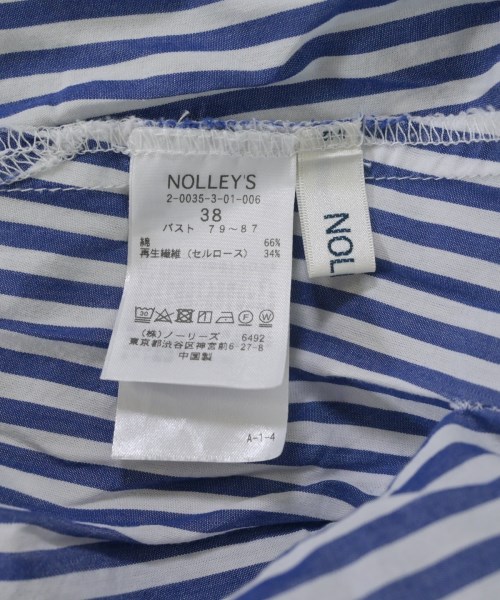 NOLLEY'S
2-0035-3-01-006
38
バスト 79~87
綿 66%
再生繊維 (セルロース) 34%
(株) ノーリーズ 6492
東京都渋谷区神宮前6-27-8
中国製
A-1-4
NOL